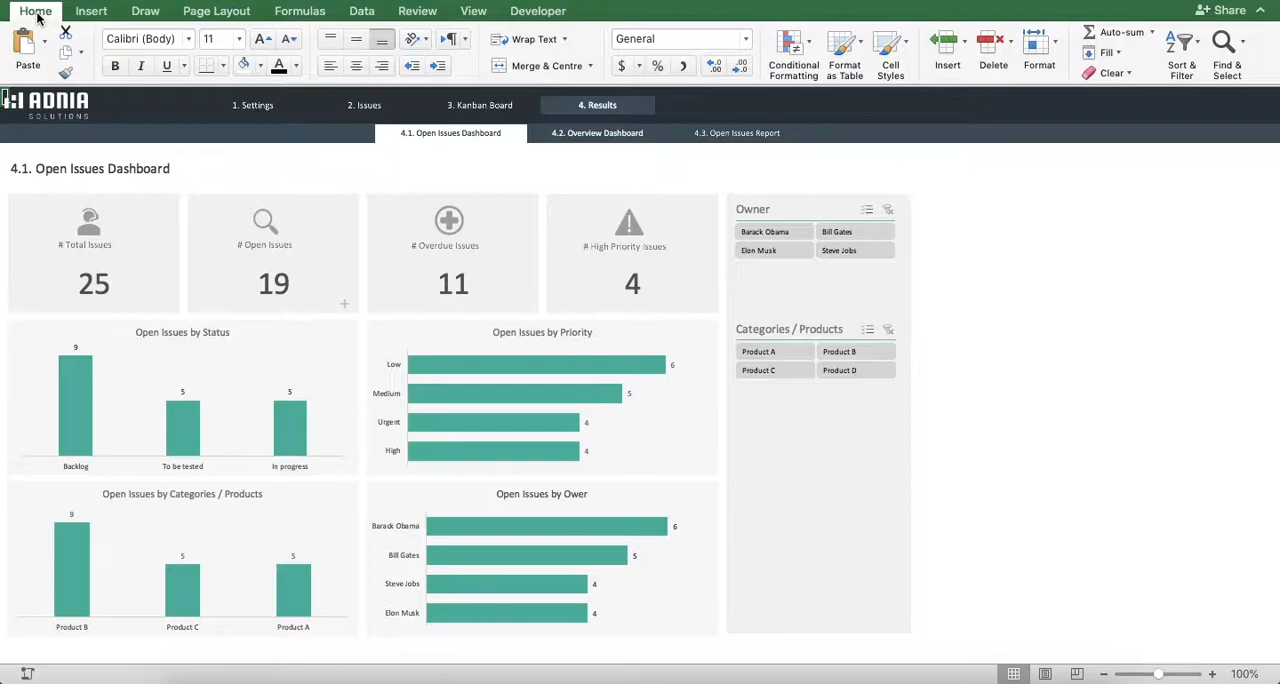 Home Insert Draw Page Layout Formulas Data Review View Developer Share
Calibri (Body) 11 Wrap Text General Auto-sum
Fill
Paste B I U Merge & Centre $ % Conditional Formatting Format as Table Cell Styles Insert Delete Format Clear Sort & Filter Find & Select
ADNIA
SOLUTIONS
1. Settings 2. Issues 3. Kanban Board 4. Results
4.1. Open Issues Dashboard 4.2. Overview Dashboard 4.3. Open Issues Report
4.1. Open Issues Dashboard
# Total Issues
25
# Open Issues
19
+
# Overdue Issues
11
# High Priority Issues
4
Owner
Barack Obama Bill Gates
Elon Musk Steve Jobs
Categories / Products
Product A Product B
Product C Product D
Open Issues by Status
9
5
5
Backlog To be tested In progress
Open Issues by Priority
Low 6
Medium 5
Urgent 4
High 4
Open Issues by Categories / Products
9
5
5
Product B Product C Product A
Open Issues by Ower
Barack Obama 6
Bill Gates 5
Steve Jobs 4
Elon Musk 4
100%